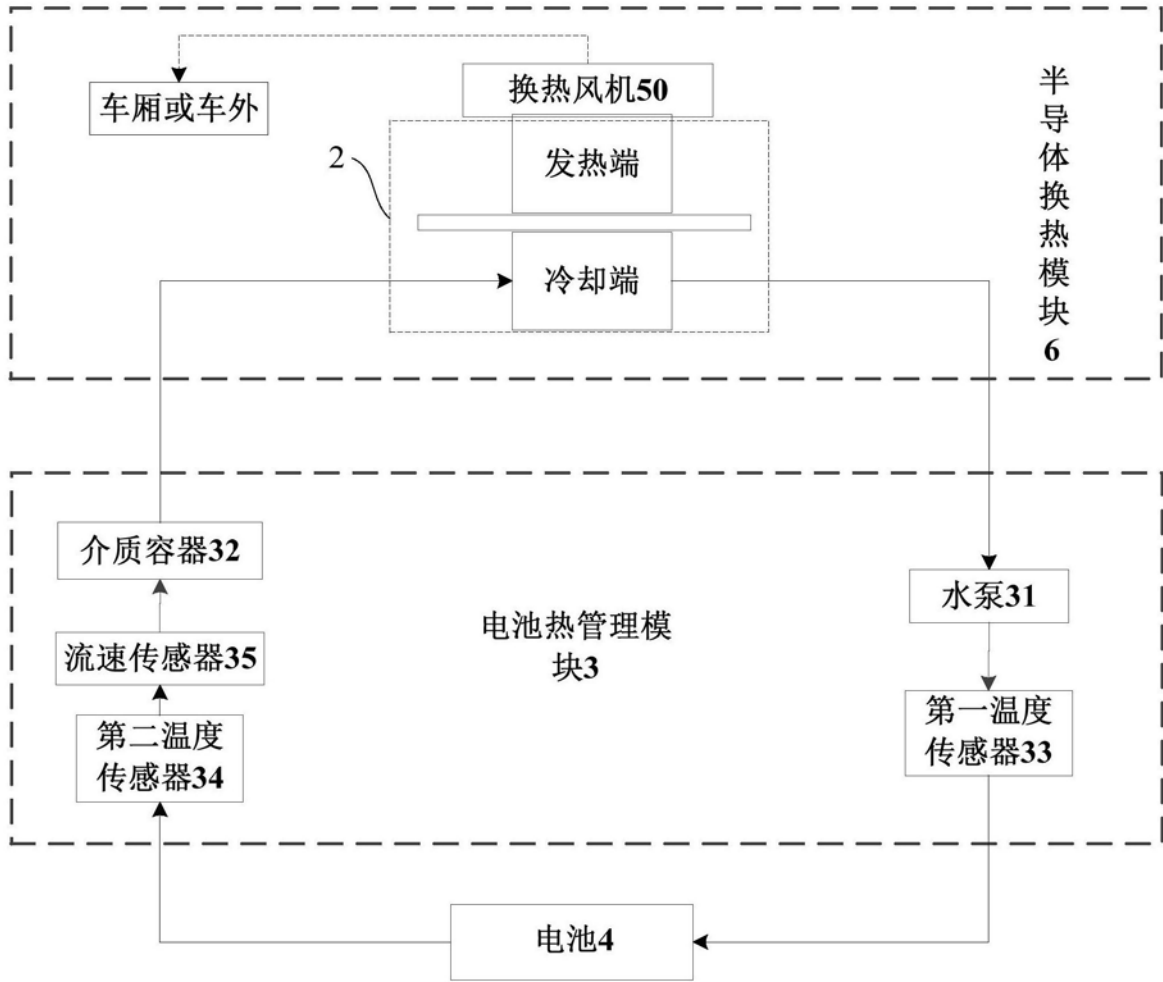 换热风机50
车厢或车外
发热端
2
冷却端
半导体换热模块6
介质容器32
水泵31
流速传感器35
电池热管理模
块3
第一温度
传感器33
第二温度
传感器34
电池4